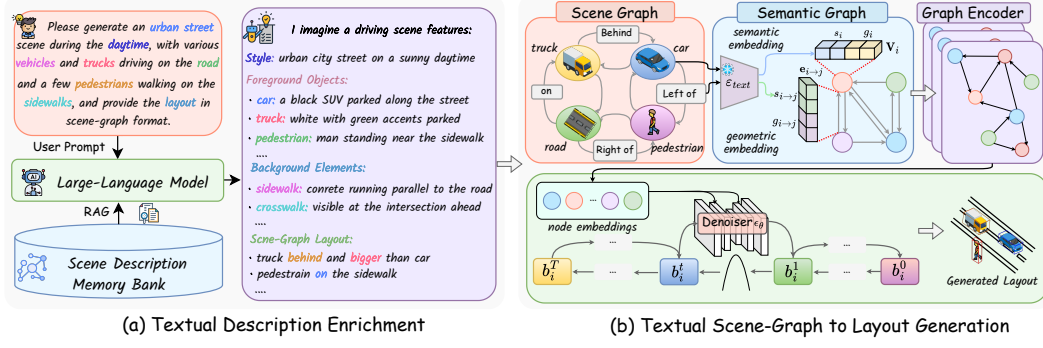 Please generate an urban street
scene during the daytime, with various
vehicles and trucks driving on the road
and a few pedestrians walking on the
sidewalks, and provide the layout in
scene-graph format.
User Prompt
Large-Language Model
RAG
Scene Description
Memory Bank
I imagine a driving scene features:
Style: urban city street on a sunny daytime
Foreground Objects:
· car: a black SUV parked along the street
· truck: white with green accents parked
· pedestrian: man standing near the sidewalk
....
Background Elements:
· sidewalk: conrete running parallel to the road
· crosswalk: visible at the intersection ahead
....
Scne-Graph Layout:
· truck behind and bigger than car
· pedestrain on the sidewalk
....
(a) Textual Description Enrichment
Scene Graph
Behind
truck
car
on
Left of
road
Right of
pedestrian
Semantic Graph
semantic
embedding
s_i g_i
V_i
ε_text
e_{i→j}
s_{i→j}
g_{i→j}
geometric
embedding
Graph Encoder
node embeddings
Denoiser ϵ_θ
b_i^T
...
b_i^t
...
b_i^1
...
b_i^0
Generated Layout
(b) Textual Scene-Graph to Layout Generation